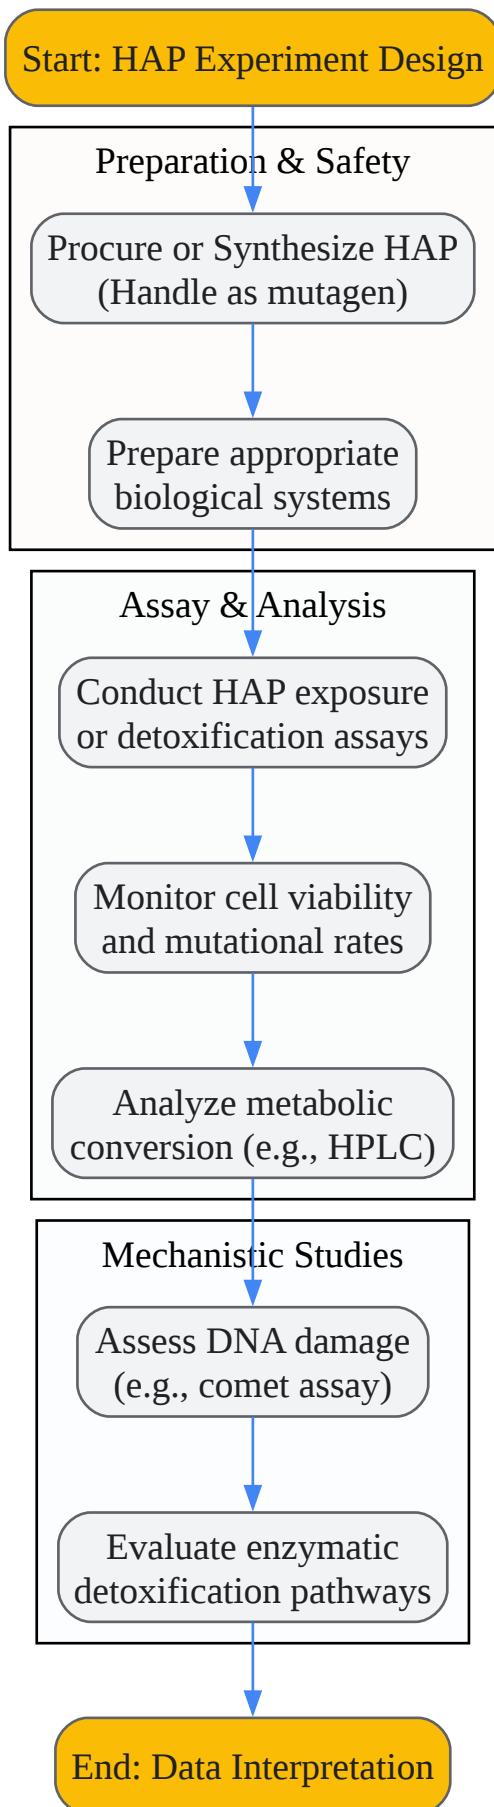 Start: HAP Experiment Design
Preparation & Safety
Procure or Synthesize HAP
(Handle as mutagen)
Prepare appropriate
biological systems
Assay & Analysis
Conduct HAP exposure
or detoxification assays
Monitor cell viability
and mutational rates
Analyze metabolic
conversion (e.g., HPLC)
Mechanistic Studies
Assess DNA damage
(e.g., comet assay)
Evaluate enzymatic
detoxification pathways
End: Data Interpretation